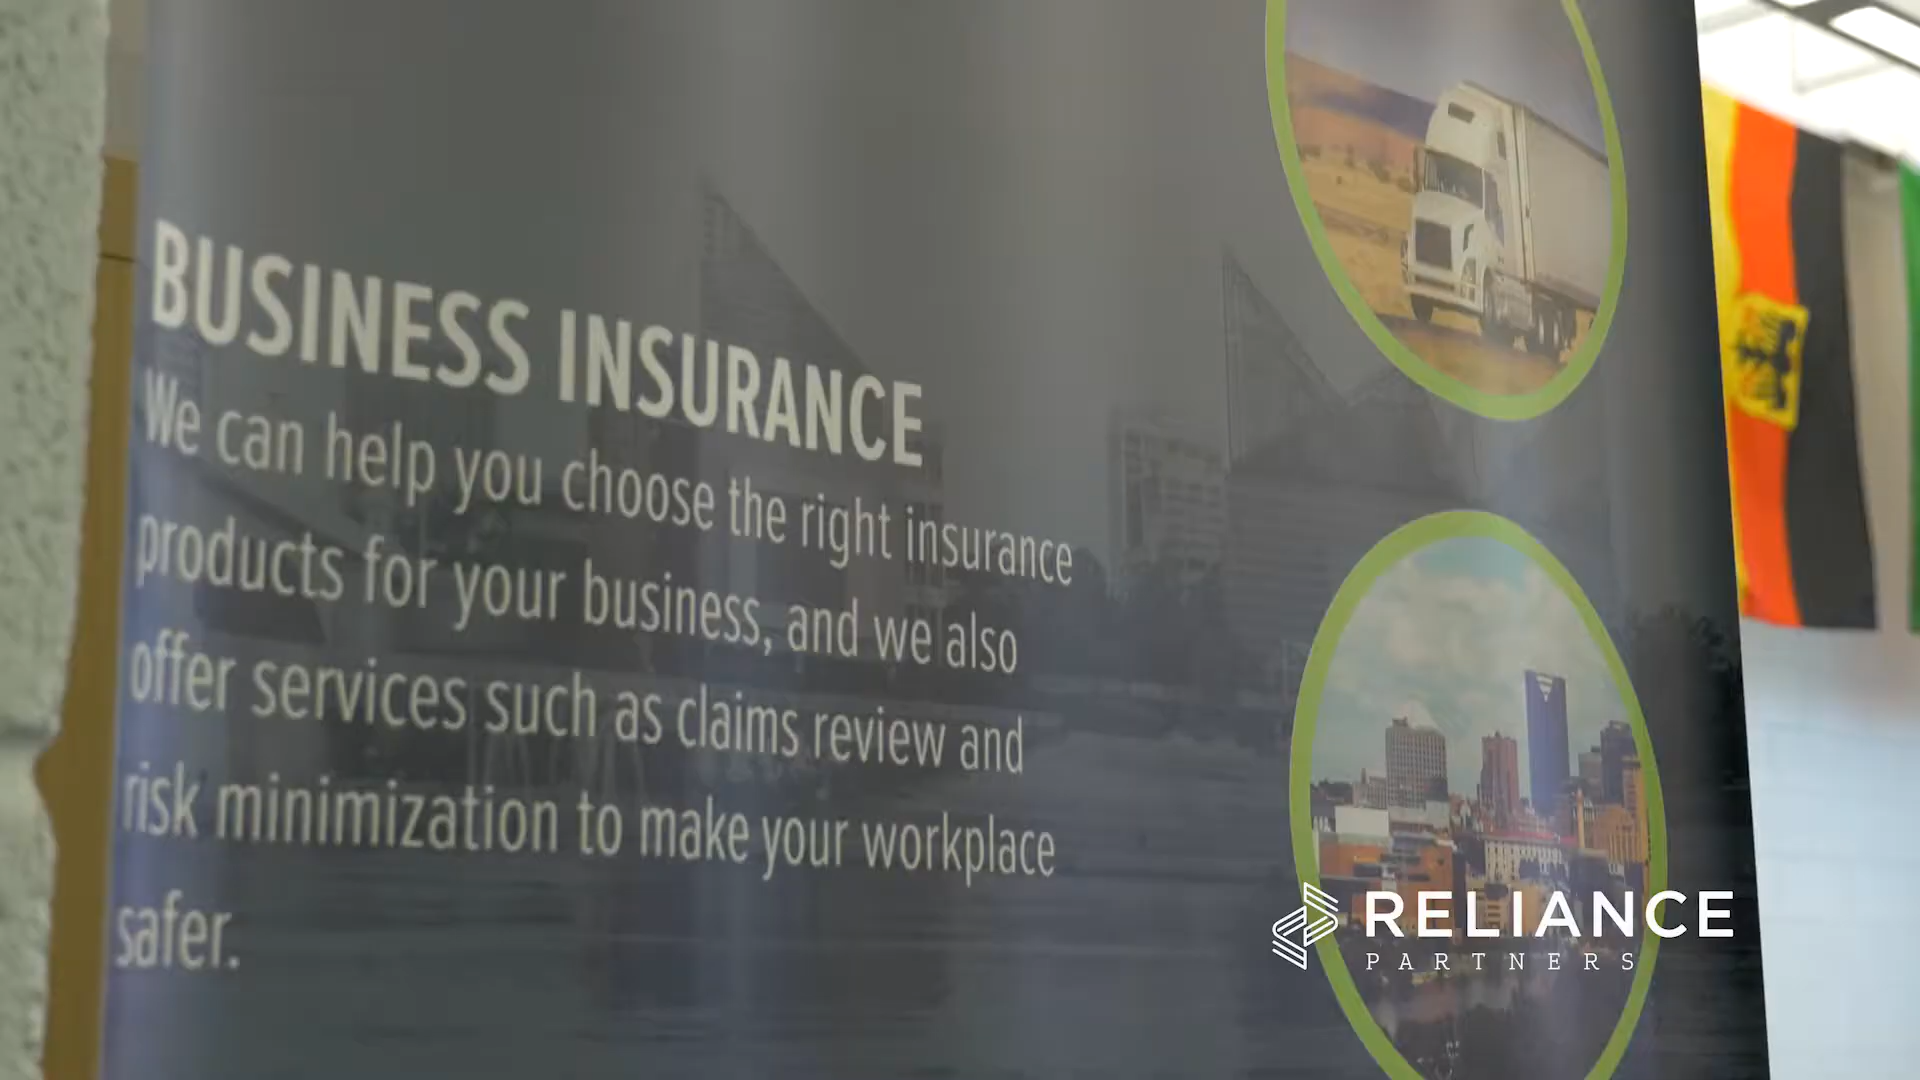 BUSINESS INSURANCE
We can help you choose the right insurance
products for your business, and we also
offer services such as claims review and
risk minimization to make your workplace
safer.
RELIANCE
PARTNERS